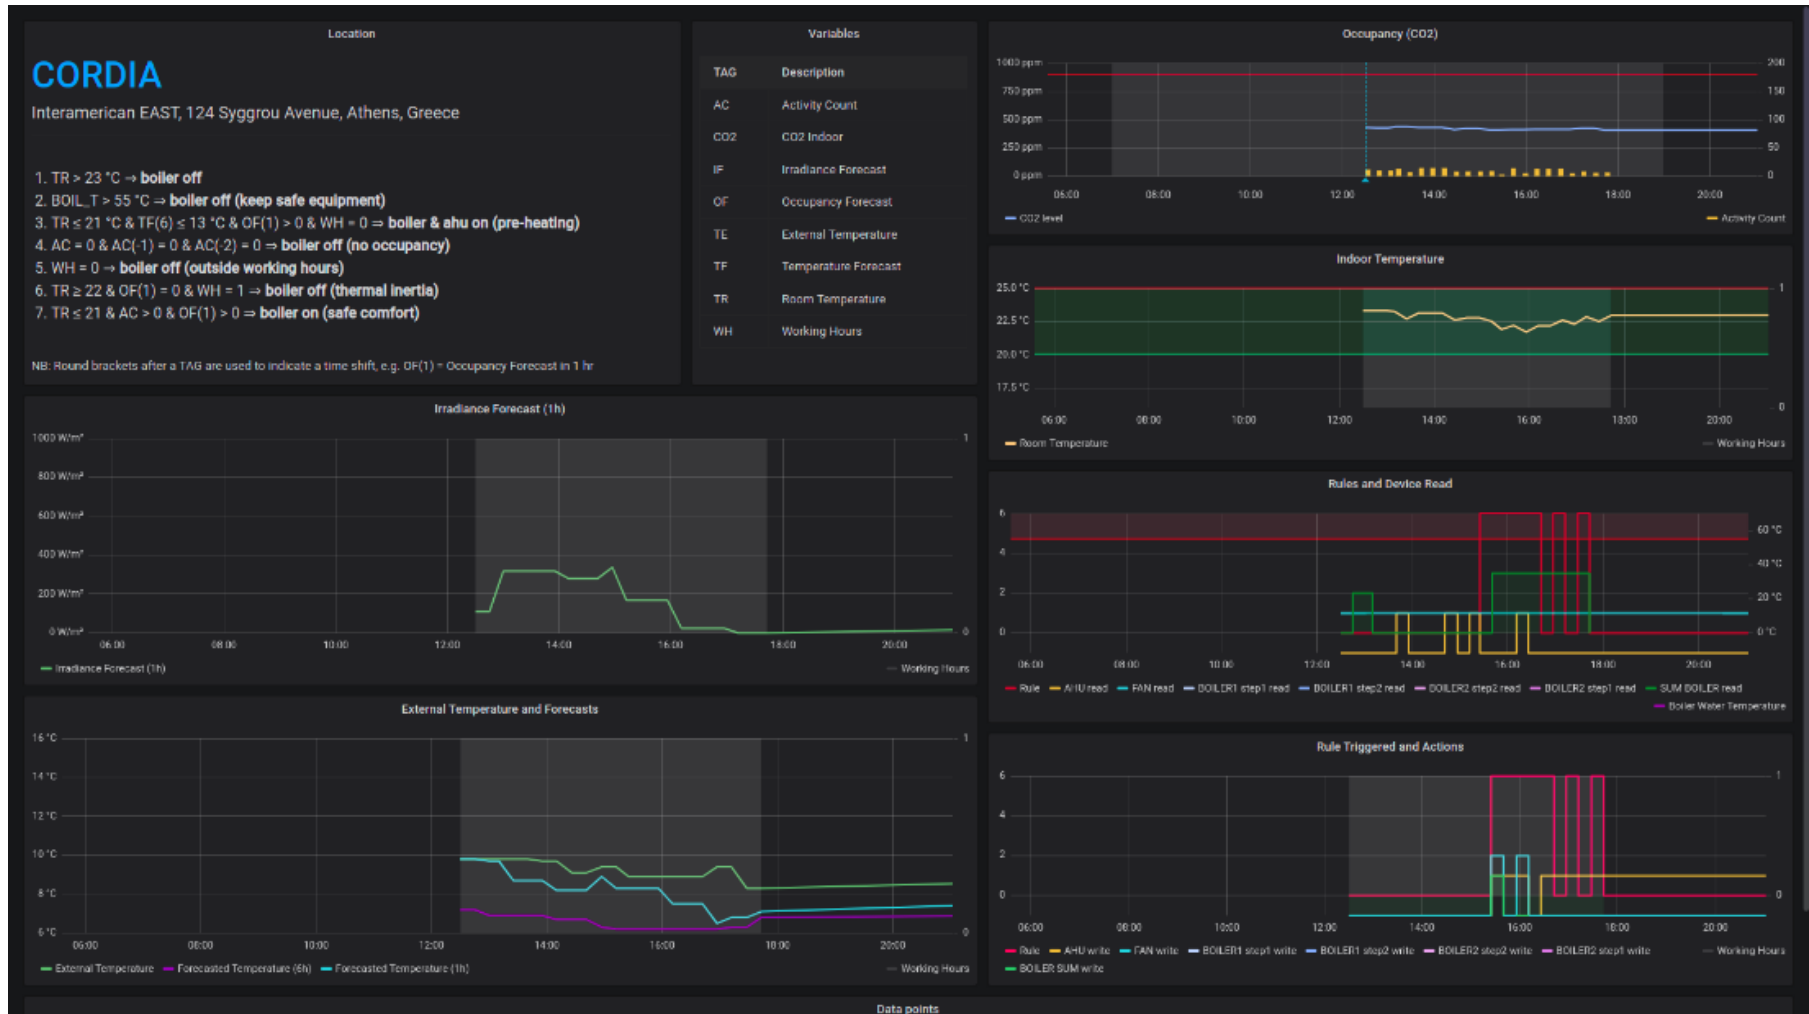 Location
CORDIA
Interamerican EAST, 124 Syggrou Avenue, Athens, Greece
1. TR > 23 °C ⇒ boiler off
2. BOIL_T > 55 °C ⇒ boiler off (keep safe equipment)
3. TR ≤ 21 °C & TF(6) ≤ 13 °C & OF(1) > 0 & WH = 0 ⇒ boiler & ahu on (pre-heating)
4. AC = 0 & AC(-1) = 0 & AC(-2) = 0 ⇒ boiler off (no occupancy)
5. WH = 0 ⇒ boiler off (outside working hours)
6. TR ≥ 22 & OF(1) = 0 & WH = 1 ⇒ boiler off (thermal inertia)
7. TR ≤ 21 & AC > 0 & OF(1) > 0 ⇒ boiler on (safe comfort)
NB: Round brackets after a TAG are used to indicate a time shift, e.g. OF(1) = Occupancy Forecast in 1 hr
Variables
TAG Description
AC Activity Count
CO2 CO2 Indoor
IF Irradiance Forecast
OF Occupancy Forecast
TE External Temperature
TF Temperature Forecast
TR Room Temperature
WH Working Hours
Occupancy (CO2)
1000 ppm 200
750 ppm 150
500 ppm 100
250 ppm 50
0 ppm 0
06:00 08:00 10:00 12:00 14:00 16:00 18:00 20:00
CO2 level Activity Count
Indoor Temperature
25.0 °C 1
22.5 °C
20.0 °C
17.5 °C
0
06:00 08:00 10:00 12:00 14:00 16:00 18:00 20:00
Room Temperature Working Hours
Irradiance Forecast (1h)
1000 W/m² 1
800 W/m²
600 W/m²
400 W/m²
200 W/m²
0 W/m² 0
06:00 08:00 10:00 12:00 14:00 16:00 18:00 20:00
Irradiance Forecast (1h) Working Hours
Rules and Device Read
6
60 °C
4
40 °C
2
20 °C
0 0 °C
06:00 08:00 10:00 12:00 14:00 16:00 18:00 20:00
Rule AHU read FAN read BOILER1 step1 read BOILER1 step2 read BOILER2 step2 read BOILER2 step1 read SUM BOILER read
Boiler Water Temperature
External Temperature and Forecasts
16 °C 1
14 °C
12 °C
10 °C
8 °C
6 °C 0
06:00 08:00 10:00 12:00 14:00 16:00 18:00 20:00
External Temperature Forecasted Temperature (6h) Forecasted Temperature (1h) Working Hours
Rule Triggered and Actions
6 1
4
2
0 0
06:00 08:00 10:00 12:00 14:00 16:00 18:00 20:00
Rule AHU write FAN write BOILER1 step1 write BOILER1 step2 write BOILER2 step2 write BOILER2 step1 write Working Hours
BOILER SUM write
Data points